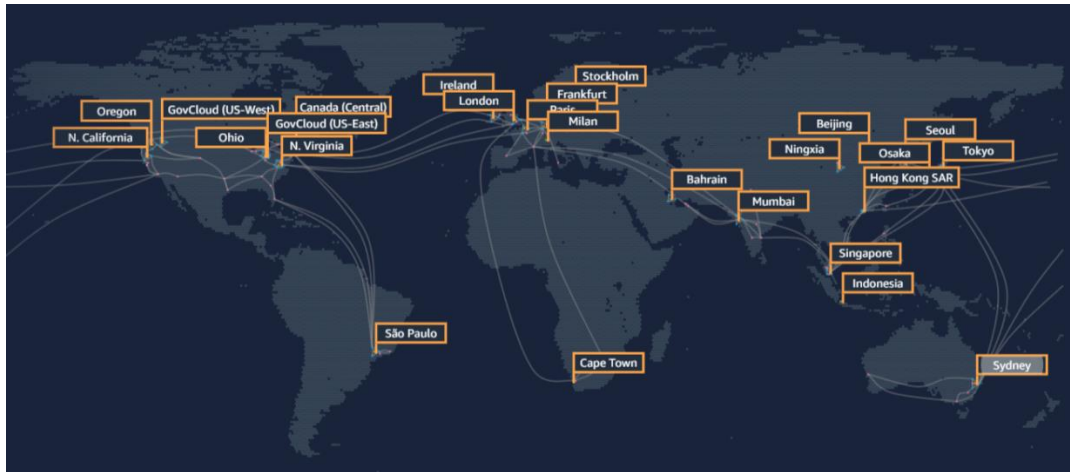 Stockholm
Ireland
Frankfurt
London
Paris
Milan
Oregon
GovCloud (US-West)
Canada (Central)
GovCloud (US-East)
N. California
Ohio
N. Virginia
Beijing
Seoul
Ningxia
Osaka
Tokyo
Bahrain
Hong Kong SAR
Mumbai
Singapore
Indonesia
São Paulo
Cape Town
Sydney